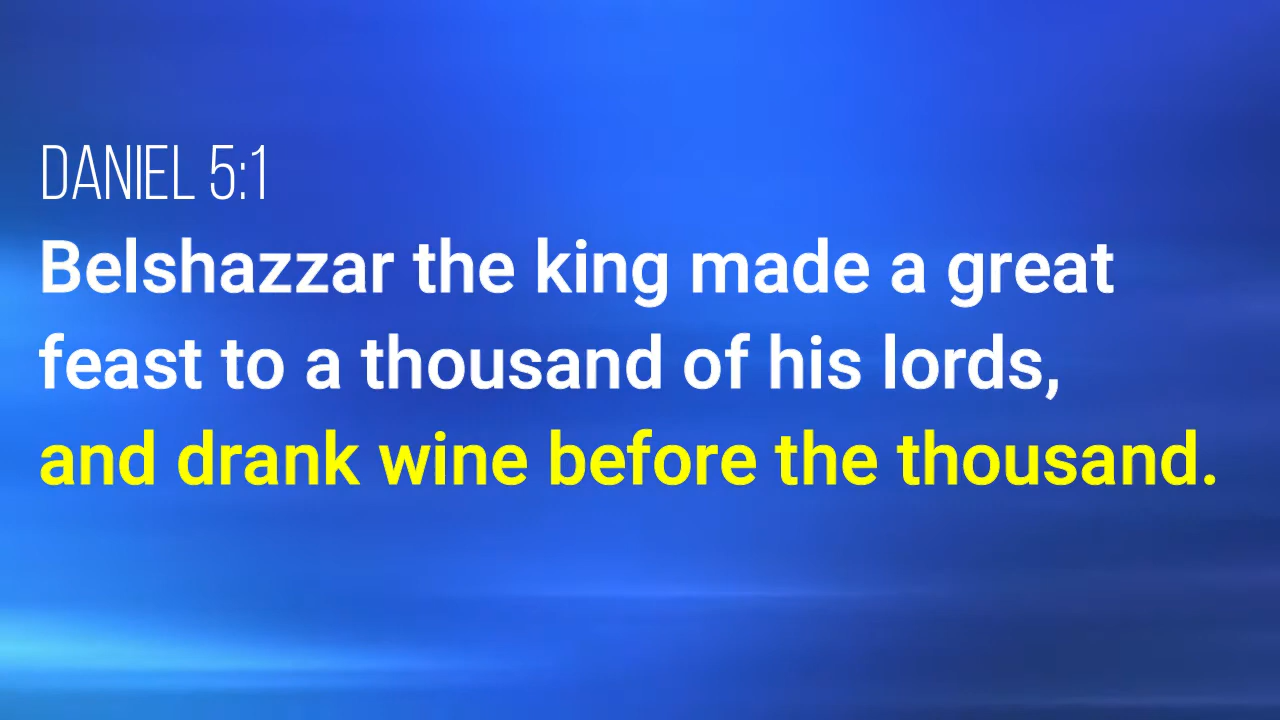 DANIEL 5:1
Belshazzar the king made a great
feast to a thousand of his lords,
and drank wine before the thousand.